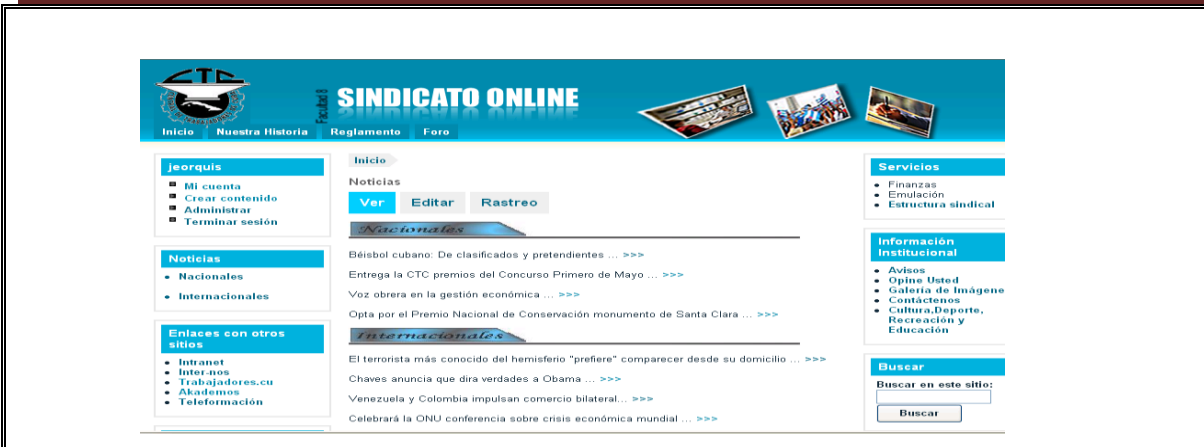 CTC
Facultad 8
SINDICATO ONLINE
Inicio Nuestra Historia Reglamento Foro
jeorquis
Mi cuenta
Crear contenido
Administrar
Terminar sesión
Noticias
Nacionales
Internacionales
Enlaces con otros
sitios
Intranet
Inter-nos
Trabajadores.cu
Akademos
Teleformación
Inicio
Noticias
Ver Editar Rastreo
Nacionales
Béisbol cubano: De clasificados y pretendientes ... >>>
Entrega la CTC premios del Concurso Primero de Mayo ... >>>
Voz obrera en la gestión económica ... >>>
Opta por el Premio Nacional de Conservación monumento de Santa Clara ... >>>
Internacionales
El terrorista más conocido del hemisferio "prefiere" comparecer desde su domicilio ... >>>
Chaves anuncia que dira verdades a Obama ... >>>
Venezuela y Colombia impulsan comercio bilateral... >>>
Celebrará la ONU conferencia sobre crisis económica mundial ... >>>
Servicios
Finanzas
Emulación
Estructura sindical
Información
Institucional
Avisos
Opine Usted
Galería de Imágene
Contáctenos
Cultura,Deporte,
Recreación y
Educación
Buscar
Buscar en este sitio:
Buscar